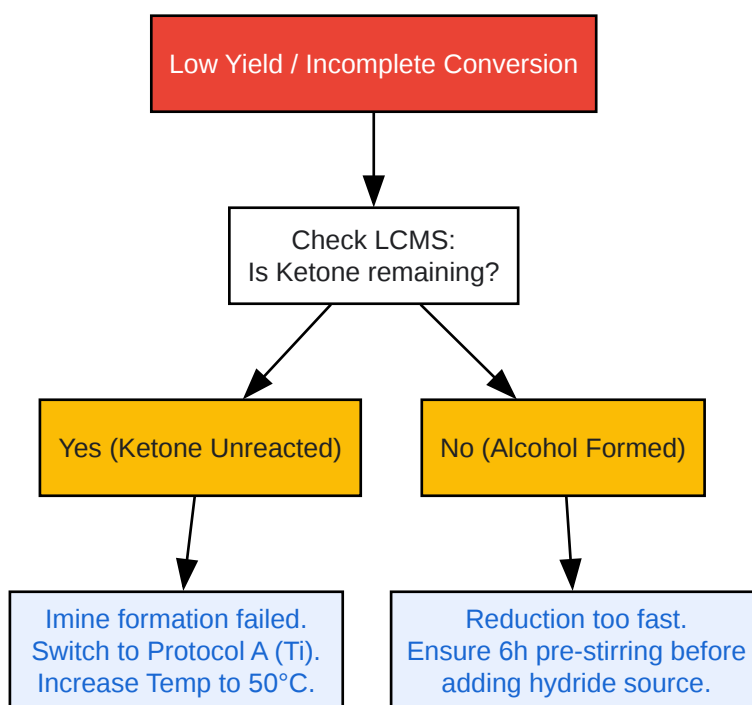 Low Yield / Incomplete Conversion
Check LCMS:
Is Ketone remaining?
Yes (Ketone Unreacted)
No (Alcohol Formed)
Imine formation failed.
Switch to Protocol A (Ti).
Increase Temp to 50°C.
Reduction too fast.
Ensure 6h pre-stirring before
adding hydride source.